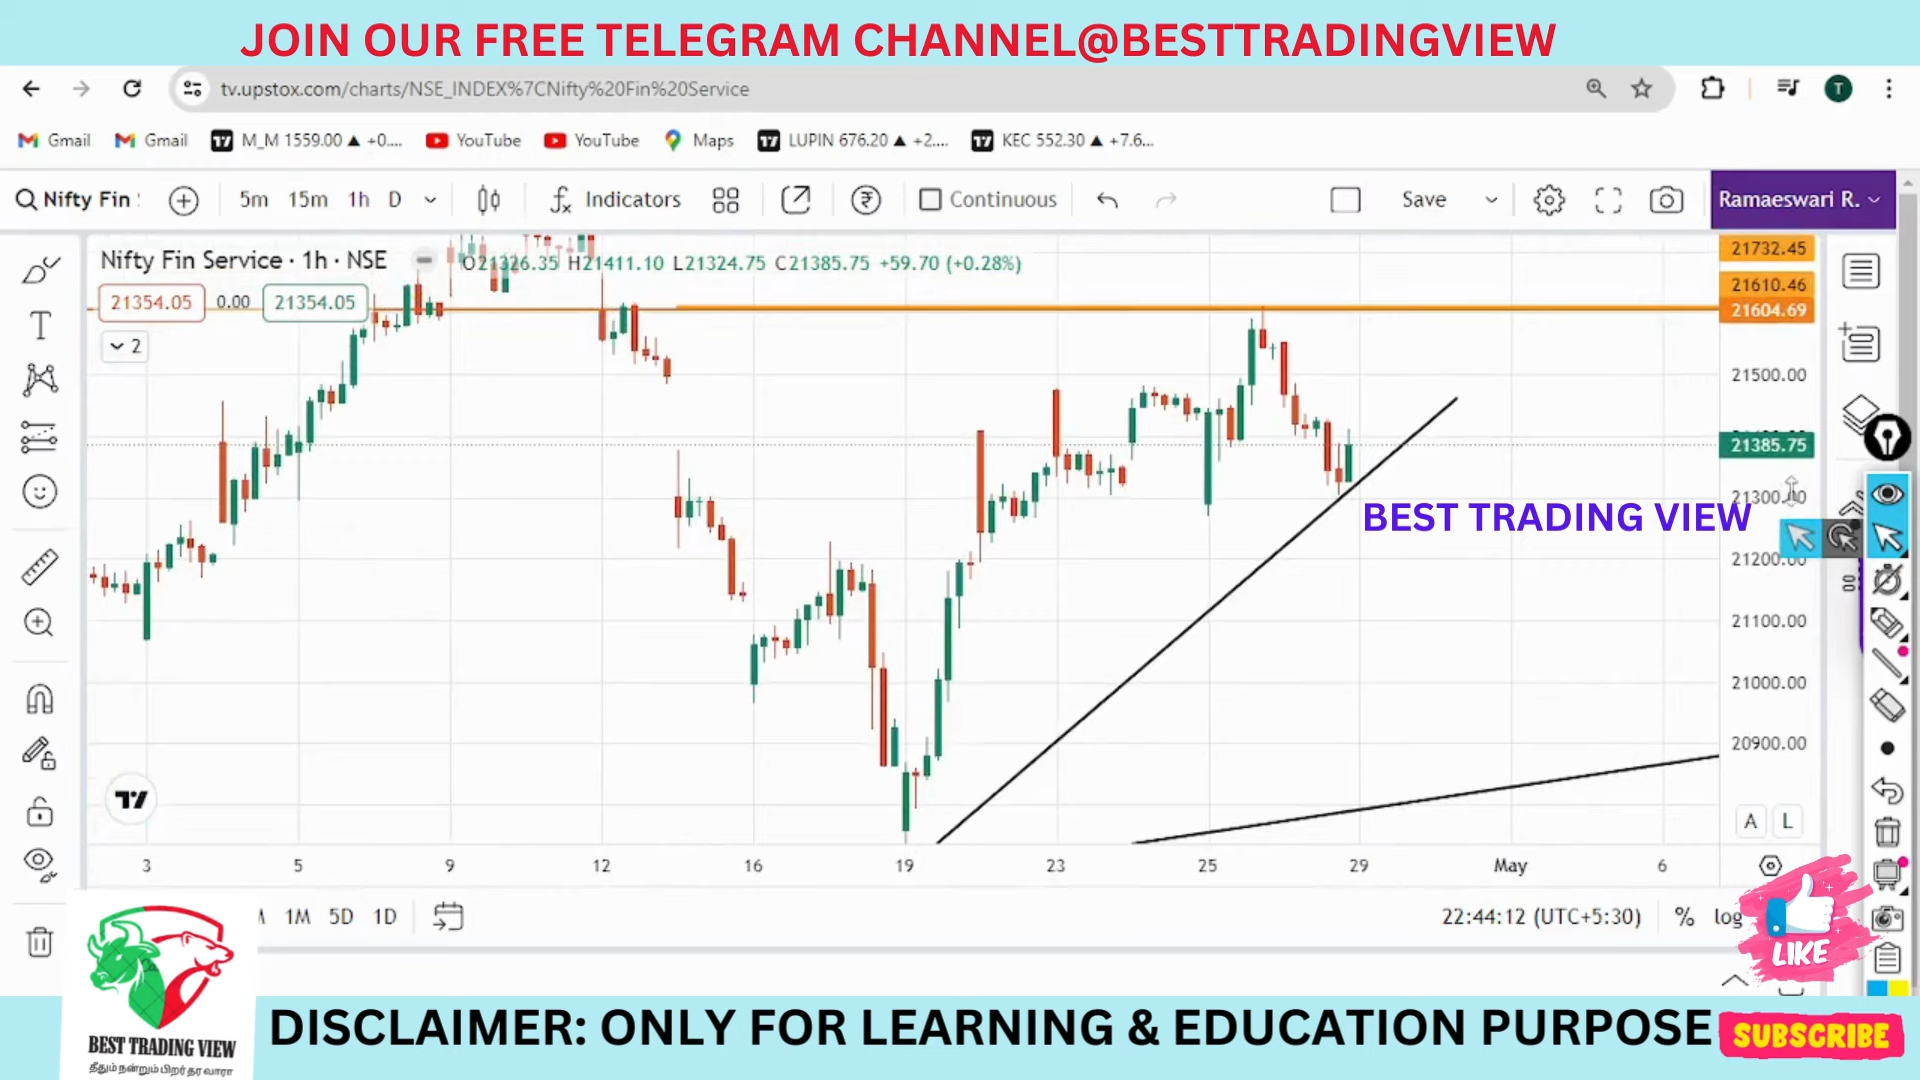 JOIN OUR FREE TELEGRAM CHANNEL@BESTTRADINGVIEW
tv.upstox.com/charts/NSE_INDEX%7CNifty%20Fin%20Service
T
Gmail Gmail M_M 1559.00 ▲ +0.... YouTube YouTube Maps LUPIN 676.20 ▲ +2.... KEC 552.30 ▲ +7.6...
Nifty Fin 5m 15m 1h D Indicators Continuous Save Ramaeswari R.
Nifty Fin Service · 1h · NSE O21326.35 H21411.10 L21324.75 C21385.75 +59.70 (+0.28%)
21354.05 0.00 21354.05
2
21732.45
21610.46
21604.69
21500.00
21385.75
21300.00
BEST TRADING VIEW
21200.00
21100.00
21000.00
20900.00
A L
3 5 9 12 16 19 23 25 29 May 6
1M 5D 1D 22:44:12 (UTC+5:30) % log
LIKE
BEST TRADING VIEW
தீதும் நன்றும் பிறர் தர வாரா
DISCLAIMER: ONLY FOR LEARNING & EDUCATION PURPOSE
SUBSCRIBE